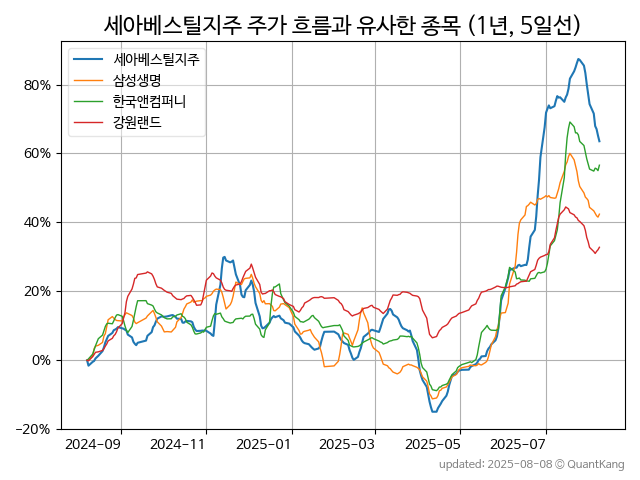 세아베스틸지주 주가 흐름과 유사한 종목 (1년, 5일선)
세아베스틸지주
삼성생명
한국앤컴퍼니
강원랜드
80%
60%
40%
20%
0%
−20%
2024-09 2024-11 2025-01 2025-03 2025-05 2025-07
updated: 2025-08-08 © QuantKang